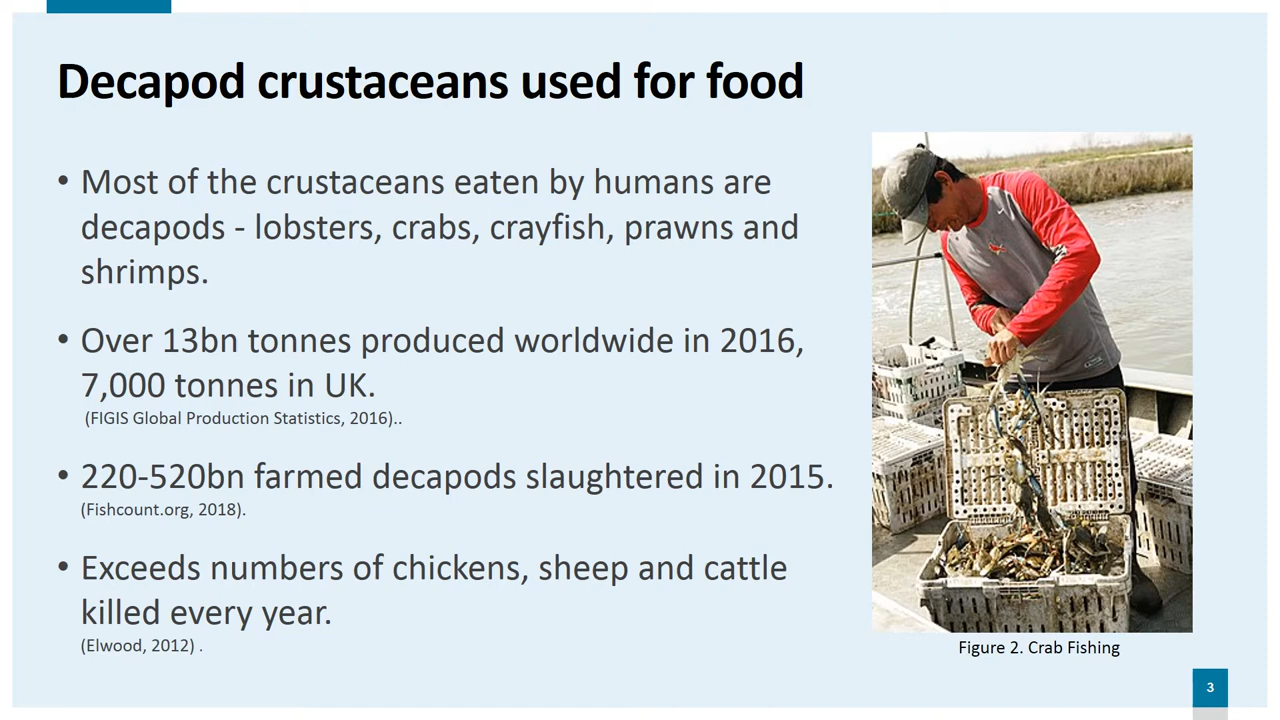 Decapod crustaceans used for food
• Most of the crustaceans eaten by humans are
decapods - lobsters, crabs, crayfish, prawns and
shrimps.
• Over 13bn tonnes produced worldwide in 2016,
7,000 tonnes in UK.
(FIGIS Global Production Statistics, 2016)..
• 220-520bn farmed decapods slaughtered in 2015.
(Fishcount.org, 2018).
• Exceeds numbers of chickens, sheep and cattle
killed every year.
(Elwood, 2012) .
Figure 2. Crab Fishing
3